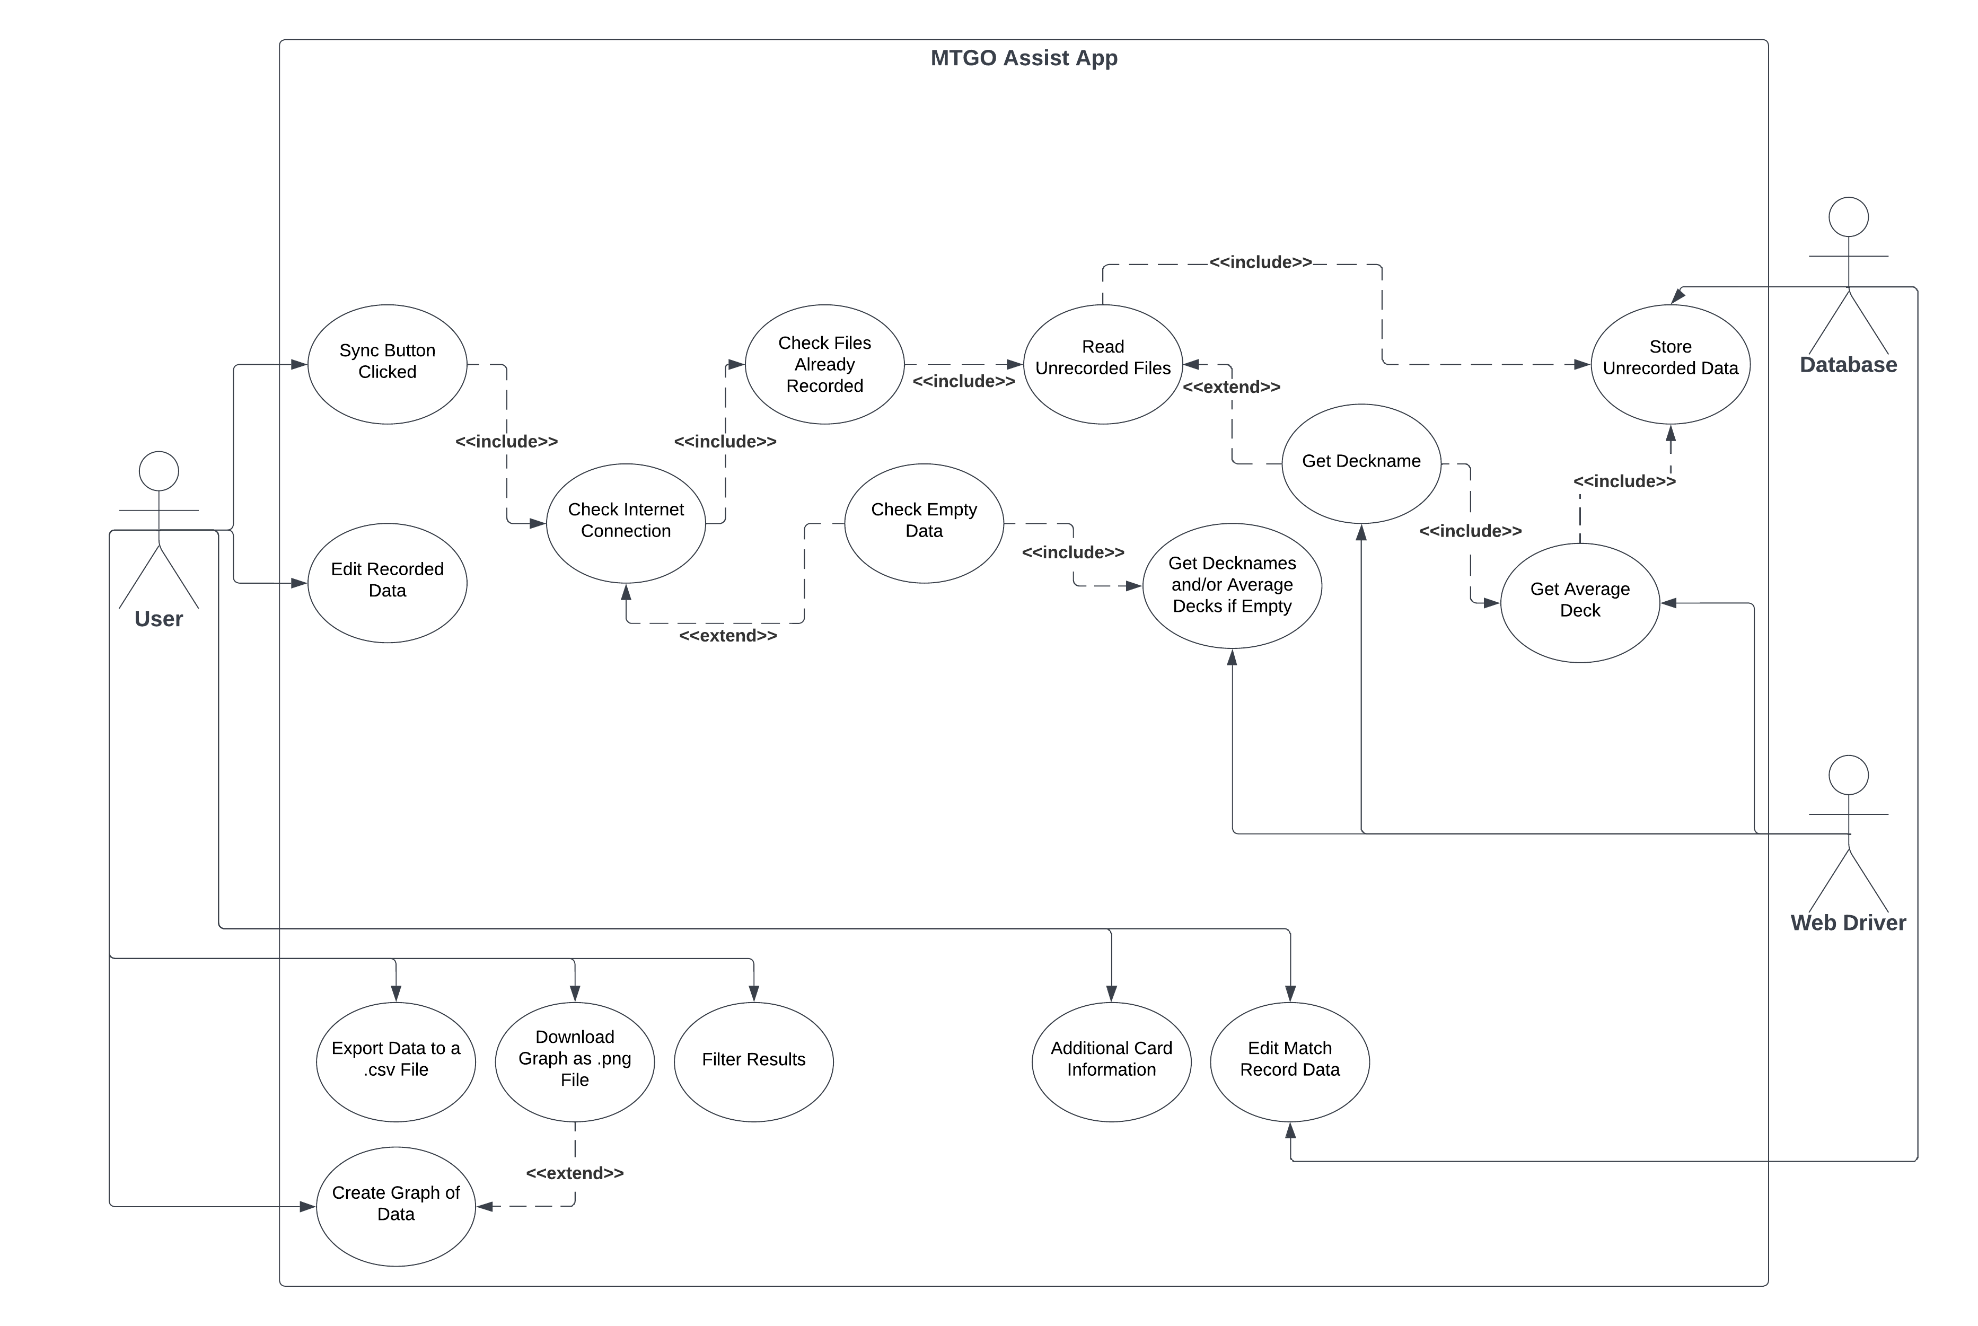 MTGO Assist App
<<include>>
Sync Button
Clicked
Check Files
Already
Recorded
Read
Unrecorded Files
Store
Unrecorded Data
Database
<<include>>
<<extend>>
<<include>>
<<include>>
Get Deckname
<<include>>
Check Internet
Connection
Check Empty
Data
<<include>>
<<include>>
Edit Recorded
Data
Get Decknames
and/or Average
Decks if Empty
Get Average
Deck
User
<<extend>>
Web Driver
Export Data to a
.csv File
Download
Graph as .png
File
Filter Results
Additional Card
Information
Edit Match
Record Data
<<extend>>
Create Graph of
Data